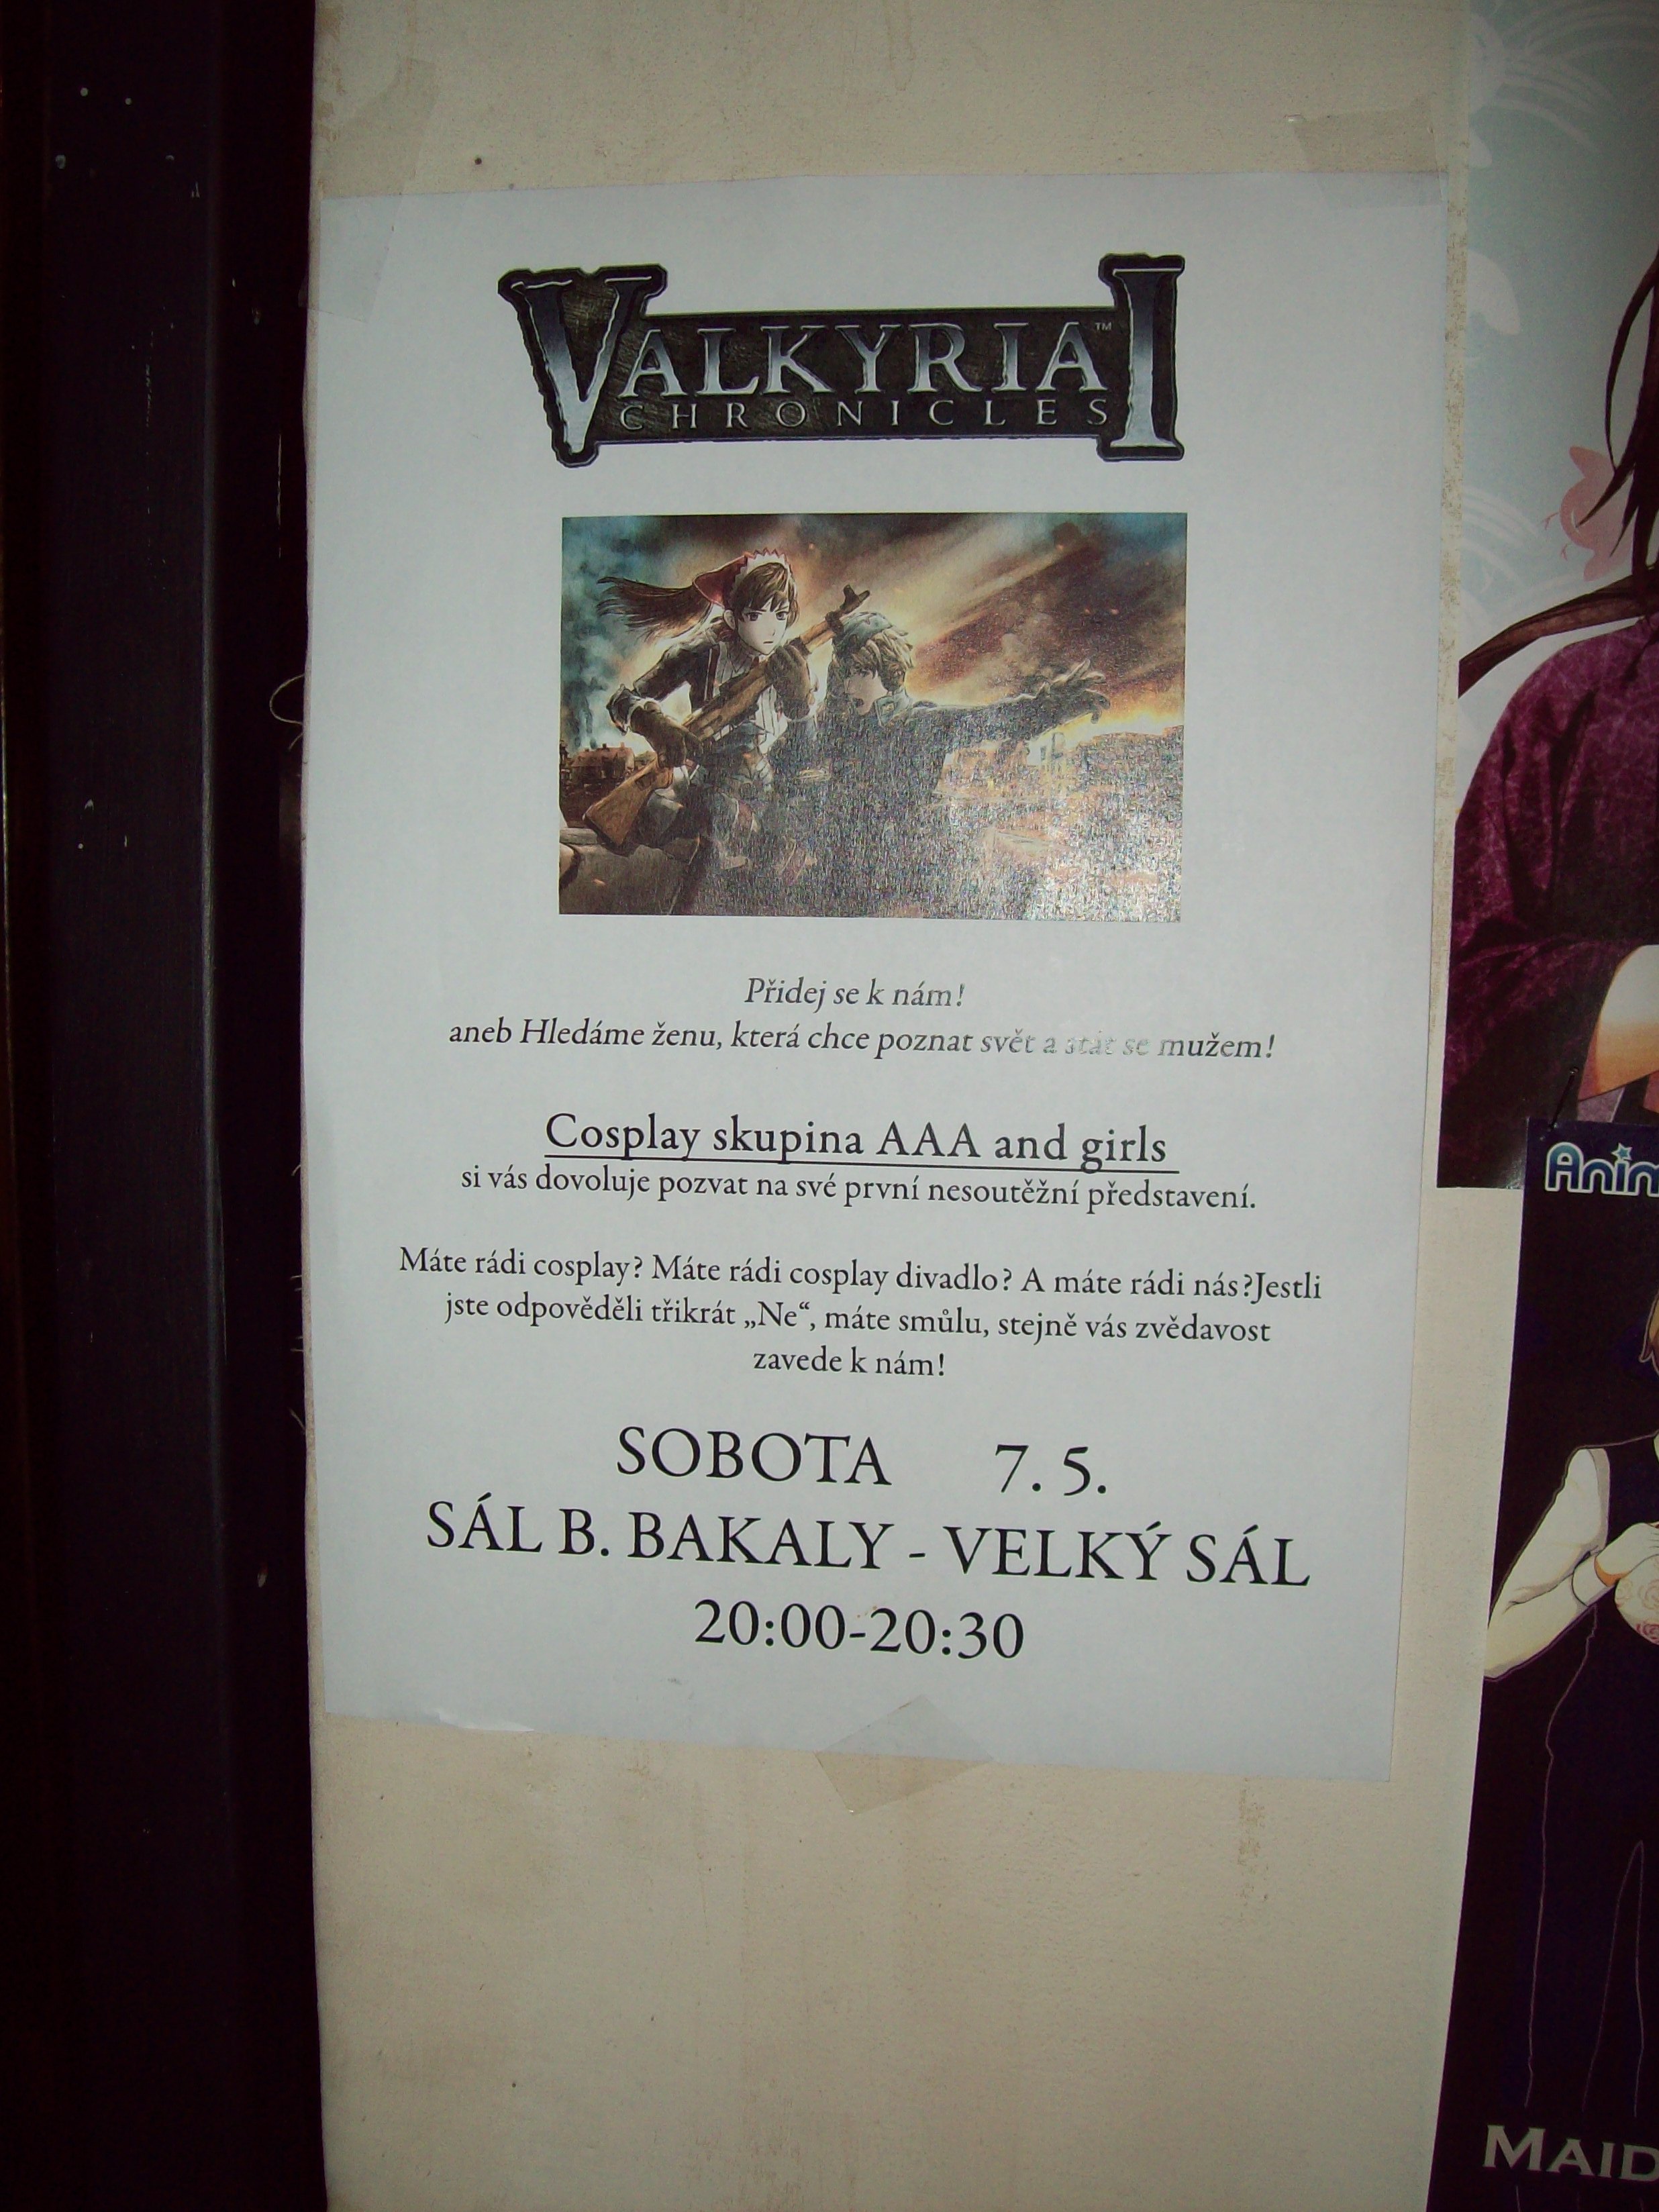 VALKYRIA™
CHRONICLES
Přidej se k nám!
aneb Hledáme ženu, která chce poznat svět a stát se mužem!
Cosplay skupina AAA and girls
si vás dovoluje pozvat na své první nesoutěžní představení.
Máte rádi cosplay? Máte rádi cosplay divadlo? A máte rádi nás?Jestli
jste odpověděli třikrát „Ne“, máte smůlu, stejně vás zvědavost
zavede k nám!
SOBOTA 7. 5.
SÁL B. BAKALY - VELKÝ SÁL
20:00-20:30
Anim
MAID